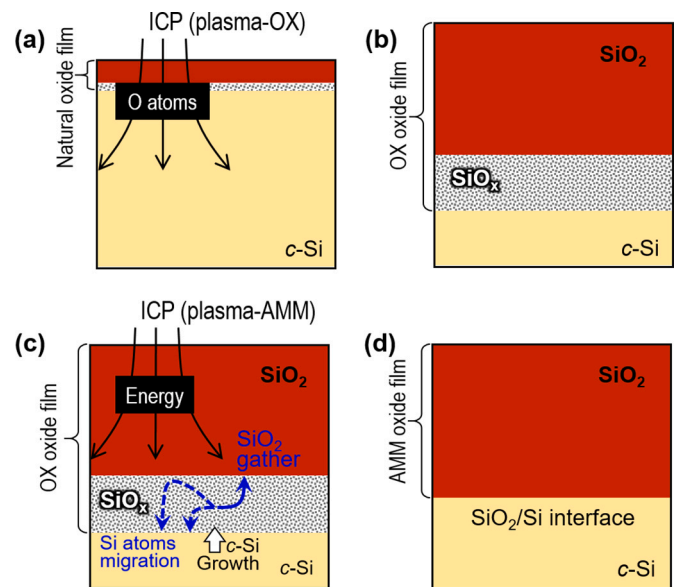 (a)
ICP (plasma-OX)
Natural oxide film
O atoms
c-Si
(b)
OX oxide film
SiO₂
SiOₓ
c-Si
(c)
ICP (plasma-AMM)
OX oxide film
SiO₂
Energy
SiO₂
gather
SiOₓ
Si atoms
migration
c-Si
Growth
c-Si
(d)
AMM oxide film
SiO₂
SiO₂/Si interface
c-Si